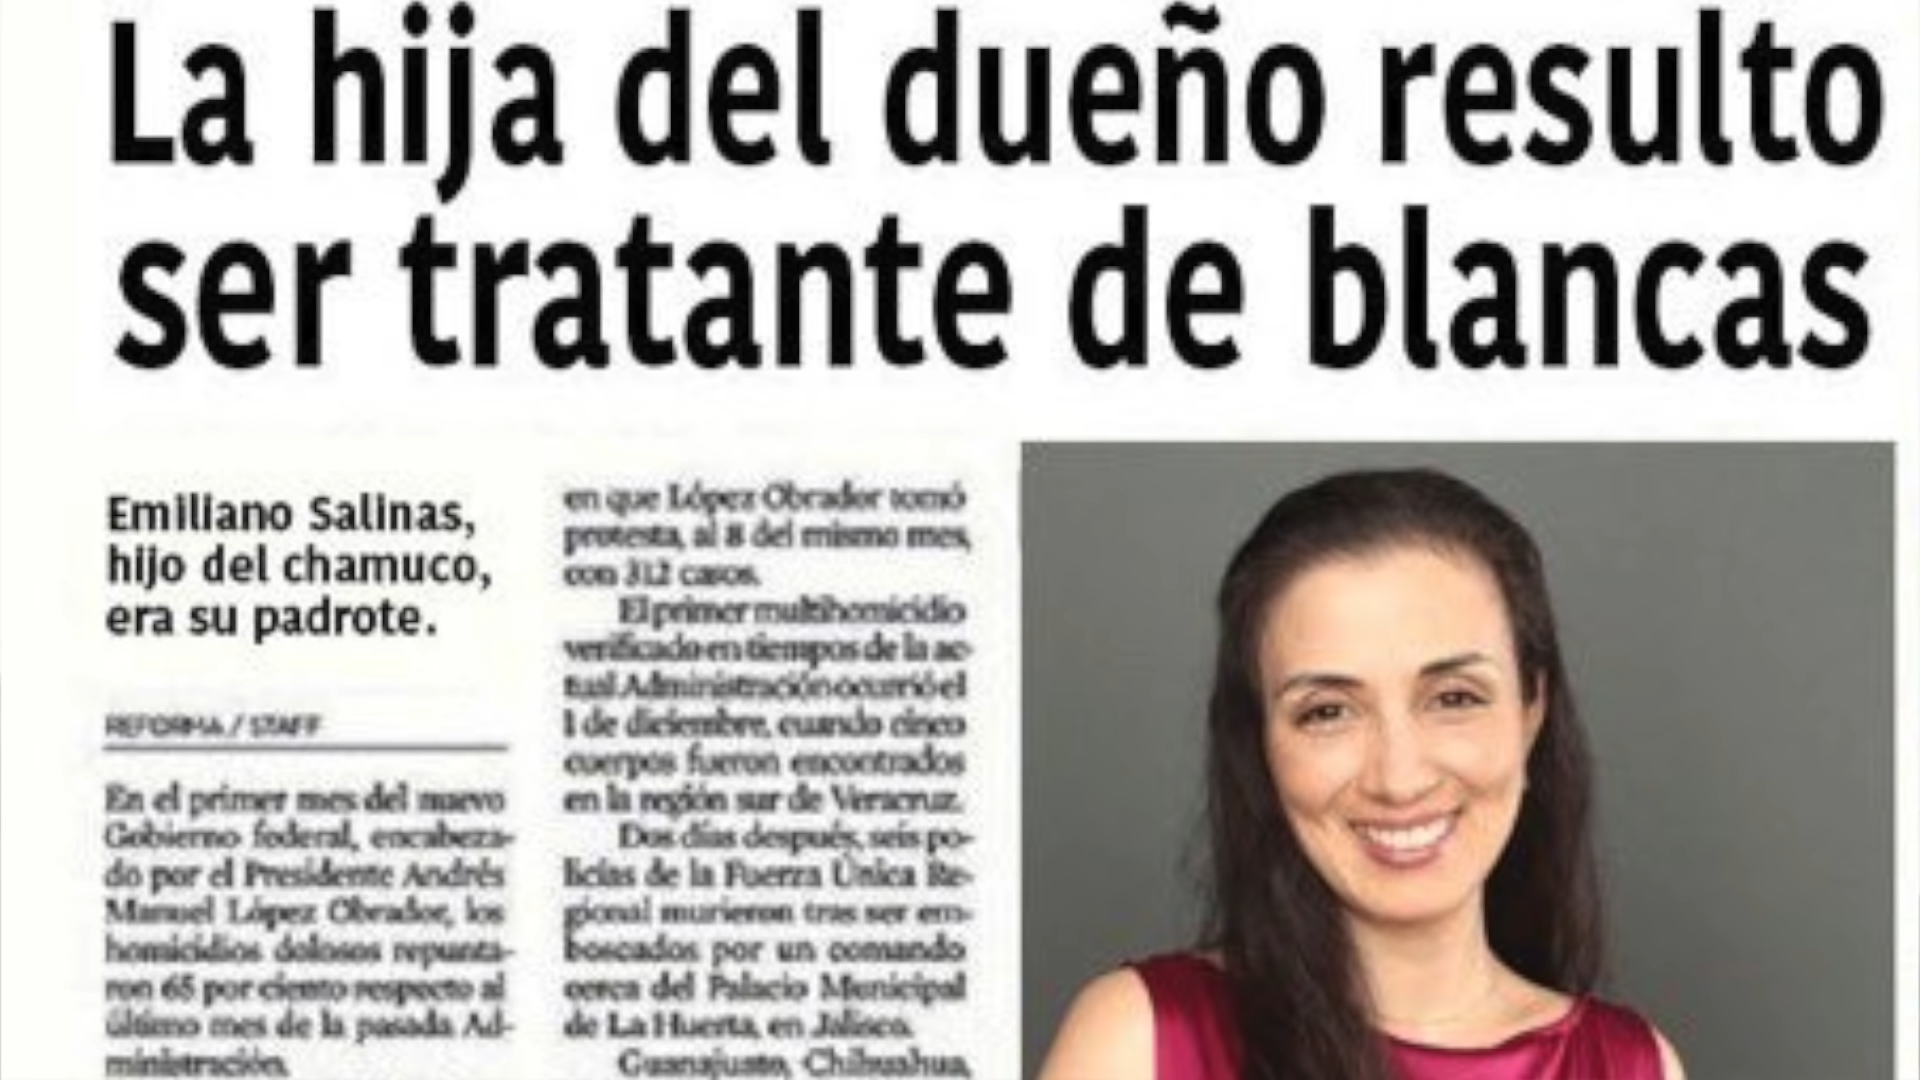 La hija del dueño resulto
ser tratante de blancas
Emiliano Salinas,
hijo del chamuco,
era su padrote.
REFORMA / STAFF
En el primer mes del nuevo
Gobierno federal, encabeza-
do por el Presidente Andrés
Manuel López Obrador, los
homicidios dolosos repunta-
ron 65 por ciento respecto al
último mes de la pasada Ad-
ministración.
en que López Obrador tomó
protesta, al 8 del mismo mes,
con 312 casos.
El primer multihomicidio
verificado en tiempos de la ac-
tual Administración ocurrió el
1 de diciembre, cuando cinco
cuerpos fueron encontrados
en la región sur de Veracruz.
Dos días después, seis po-
licías de la Fuerza Única Re-
gional murieron tras ser em-
boscados por un comando
cerca del Palacio Municipal
de La Huerta, en Jalisco.
Guanajuato, Chihuahua,